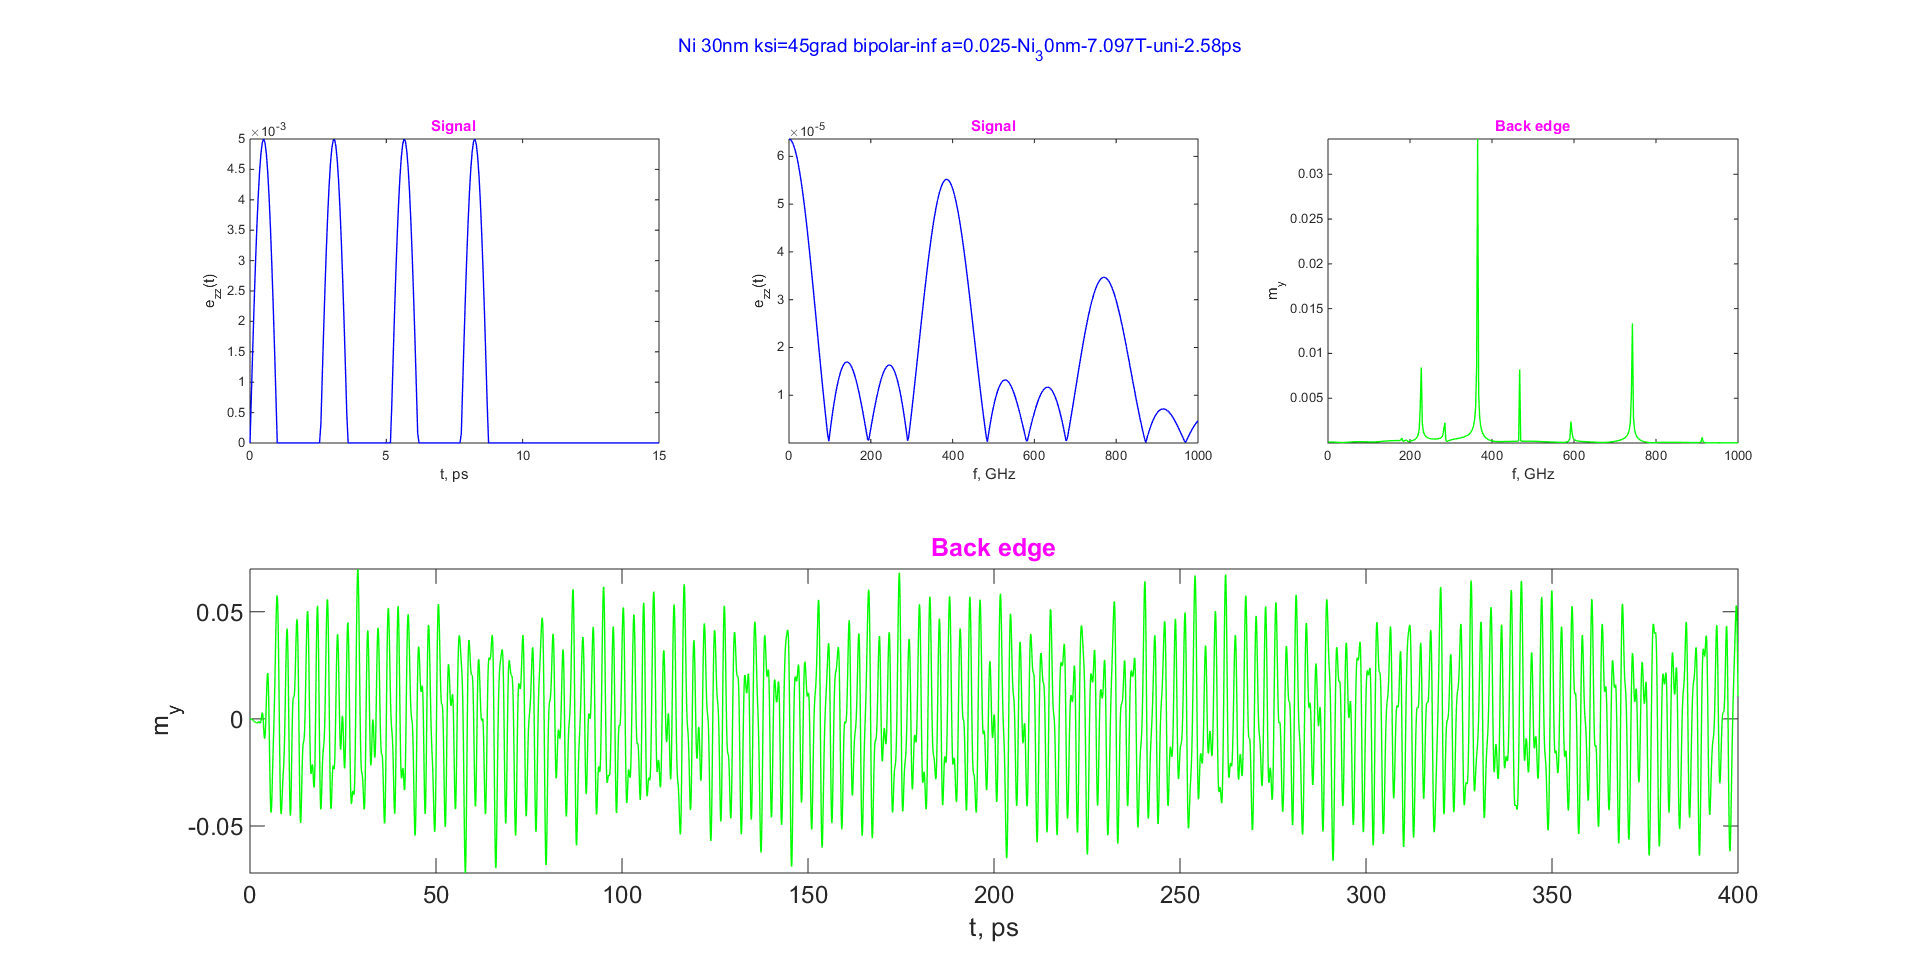 Ni 30nm ksi=45grad bipolar-inf a=0.025-Ni₃0nm-7.097T-uni-2.58ps
Signal
×10⁻³
5
4.5
4
3.5
3
2.5
2
1.5
1
0.5
0
e_zz(t)
0 5 10 15
t, ps
Signal
×10⁻⁵
6
5
4
3
2
1
e_zz(t)
0 200 400 600 800 1000
f, GHz
Back edge
0.03
0.025
0.02
0.015
0.01
0.005
m_y
0 200 400 600 800 1000
f, GHz
Back edge
0.05
0
-0.05
m_y
0 50 100 150 200 250 300 350 400
t, ps